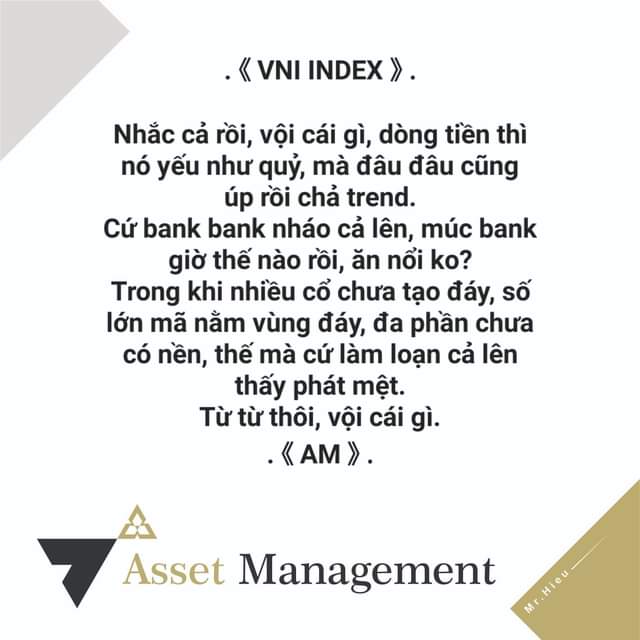 .《 VNI INDEX 》.
Nhắc cả rồi, vội cái gì, dòng tiền thì
nó yếu như quỷ, mà đâu đâu cũng
úp rồi chả trend.
Cứ bank bank nháo cả lên, múc bank
giờ thế nào rồi, ăn nổi ko?
Trong khi nhiều cổ chưa tạo đáy, số
lớn mã nằm vùng đáy, đa phần chưa
có nền, thế mà cứ làm loạn cả lên
thấy phát mệt.
Từ từ thôi, vội cái gì.
.《 AM 》.
Asset Management
Mr.Hieu